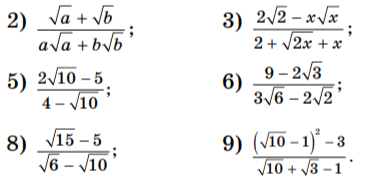 2) (√a + √b)/(a√a + b√b); 3) (2√2 − x√x)/(2 + √(2x) + x);
5) (2√10 − 5)/(4 − √10); 6) (9 − 2√3)/(3√6 − 2√2);
8) (√15 − 5)/(√6 − √10); 9) ((√10 − 1)² − 3)/(√10 + √3 − 1).